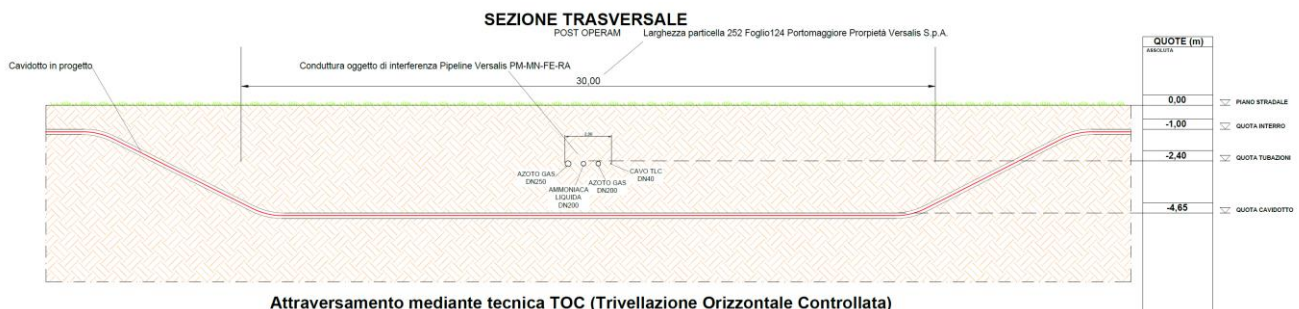 SEZIONE TRASVERSALE
POST OPERAM
Larghezza particella 252 Foglio124 Portomaggiore Prorpietà Versalis S.p.A.
Cavidotto in progetto
Conduttura oggetto di interferenza Pipeline Versalis PM-MN-FE-RA
30,00
AZOTO GAS
DN250
AMMONIACA
LIQUIDA
DN200
AZOTO GAS
DN200
CAVO TLC
DN40
QUOTE (m)
ASSOLUTA
0,00
PIANO STRADALE
-1,00
QUOTA INTERRO
-2,40
QUOTA TUBAZIONI
-4,65
QUOTA CAVIDOTTO
Attraversamento mediante tecnica TOC (Trivellazione Orizzontale Controllata)